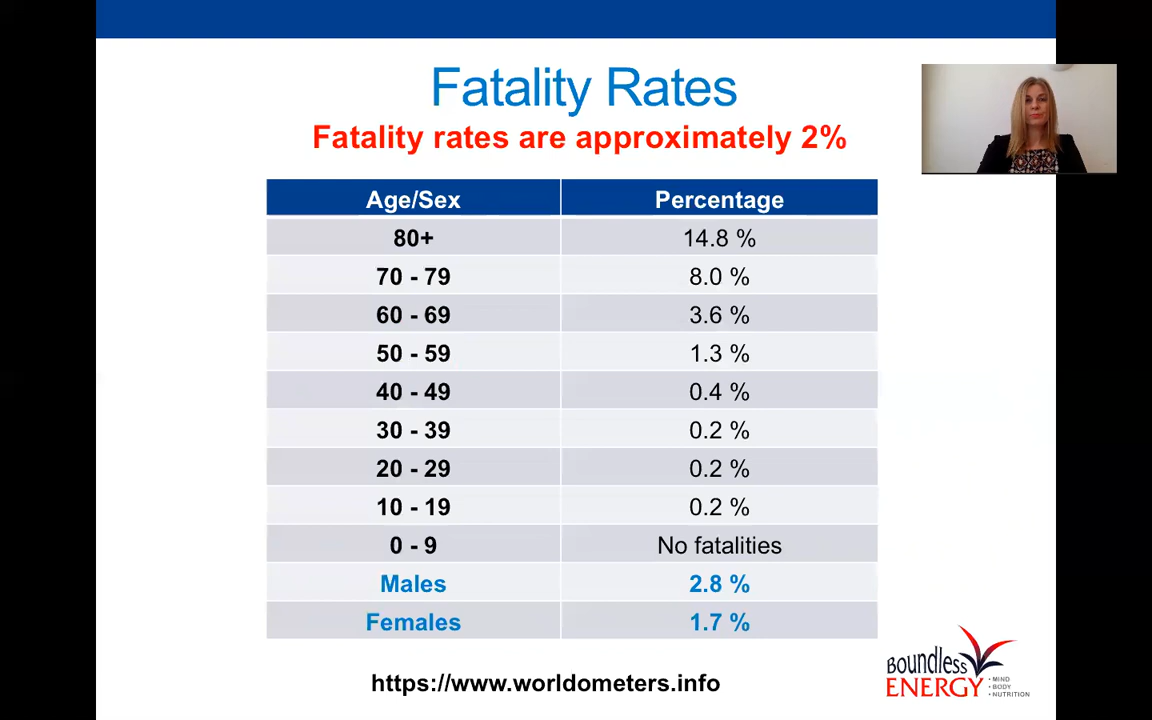 Fatality Rates
Fatality rates are approximately 2%
Age/Sex Percentage
80+ 14.8 %
70 - 79 8.0 %
60 - 69 3.6 %
50 - 59 1.3 %
40 - 49 0.4 %
30 - 39 0.2 %
20 - 29 0.2 %
10 - 19 0.2 %
0 - 9 No fatalities
Males 2.8 %
Females 1.7 %
https://www.worldometers.info
Boundless
ENERGY
• MIND
• BODY
• NUTRITION